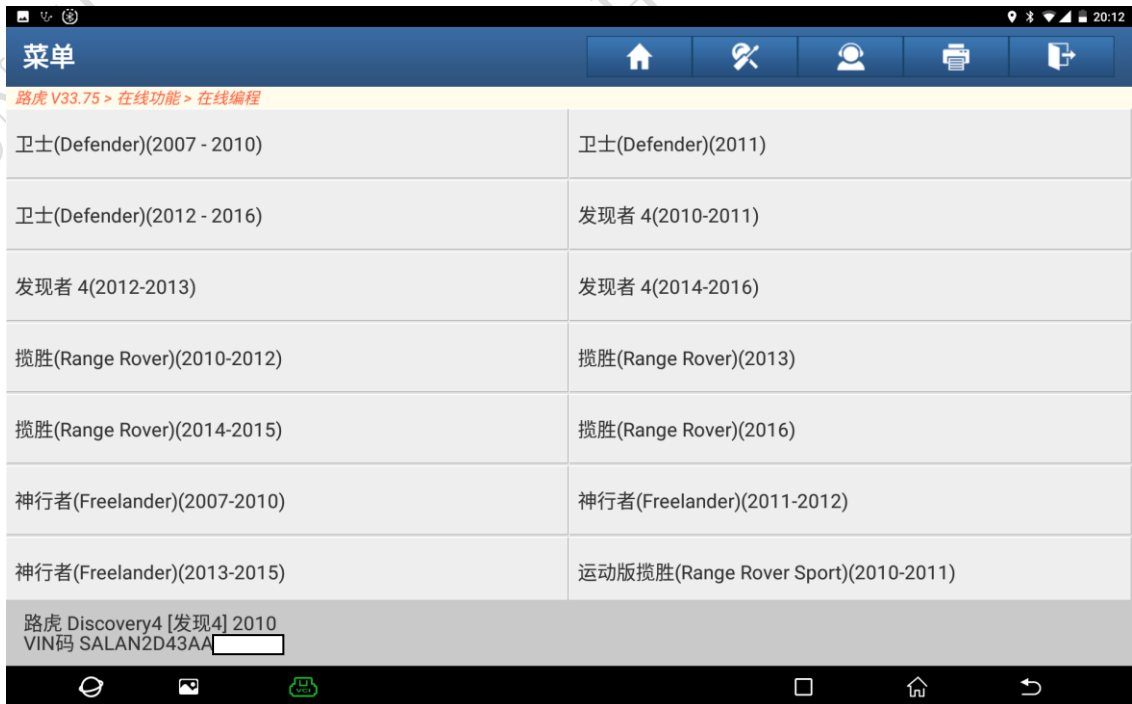 20:12
菜单
路虎 V33.75 > 在线功能 > 在线编程
卫士(Defender)(2007 - 2010)
卫士(Defender)(2011)
卫士(Defender)(2012 - 2016)
发现者 4(2010-2011)
发现者 4(2012-2013)
发现者 4(2014-2016)
揽胜(Range Rover)(2010-2012)
揽胜(Range Rover)(2013)
揽胜(Range Rover)(2014-2015)
揽胜(Range Rover)(2016)
神行者(Freelander)(2007-2010)
神行者(Freelander)(2011-2012)
神行者(Freelander)(2013-2015)
运动版揽胜(Range Rover Sport)(2010-2011)
路虎 Discovery4 [发现4] 2010
VIN码 SALAN2D43AA
VCI